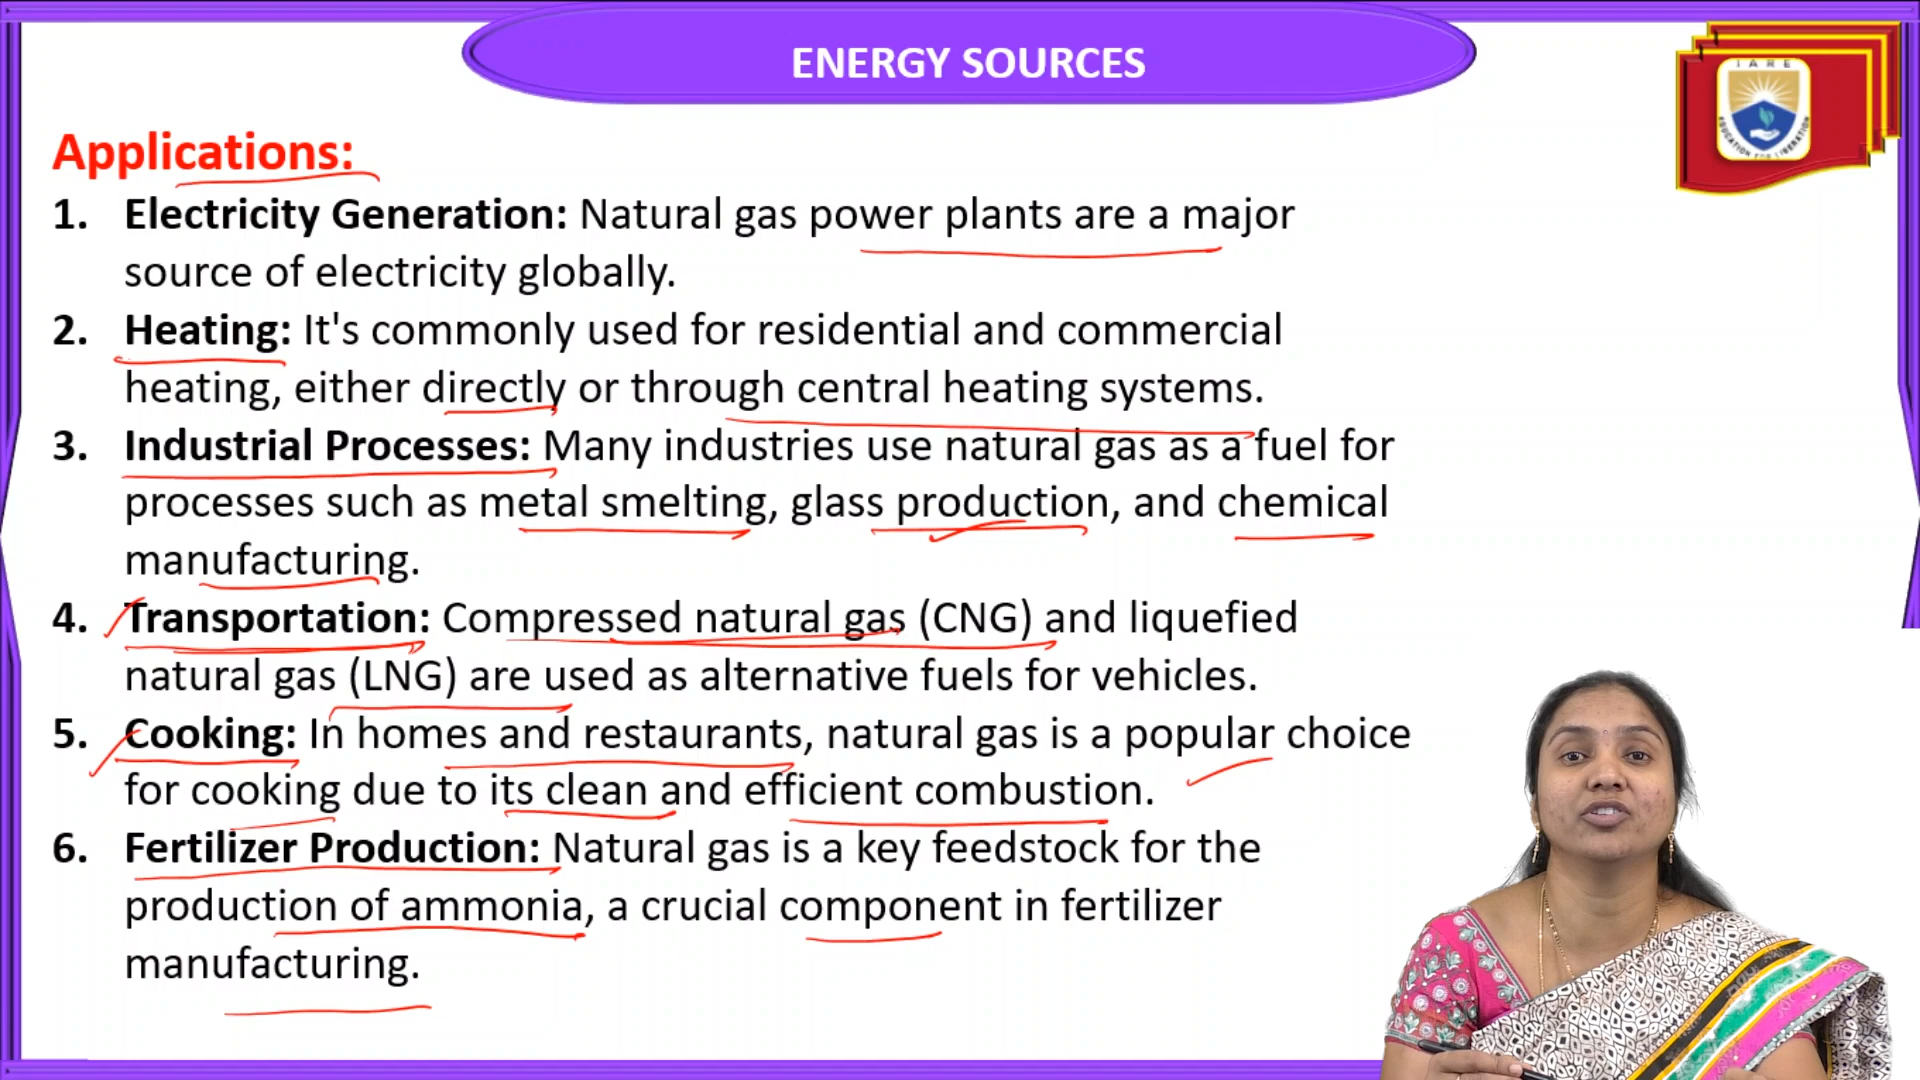 ENERGY SOURCES
IARE
EDUCATION FOR LIBERATION
Applications:
1. Electricity Generation: Natural gas power plants are a major
source of electricity globally.
2. Heating: It's commonly used for residential and commercial
heating, either directly or through central heating systems.
3. Industrial Processes: Many industries use natural gas as a fuel for
processes such as metal smelting, glass production, and chemical
manufacturing.
4. Transportation: Compressed natural gas (CNG) and liquefied
natural gas (LNG) are used as alternative fuels for vehicles.
5. Cooking: In homes and restaurants, natural gas is a popular choice
for cooking due to its clean and efficient combustion.
6. Fertilizer Production: Natural gas is a key feedstock for the
production of ammonia, a crucial component in fertilizer
manufacturing.